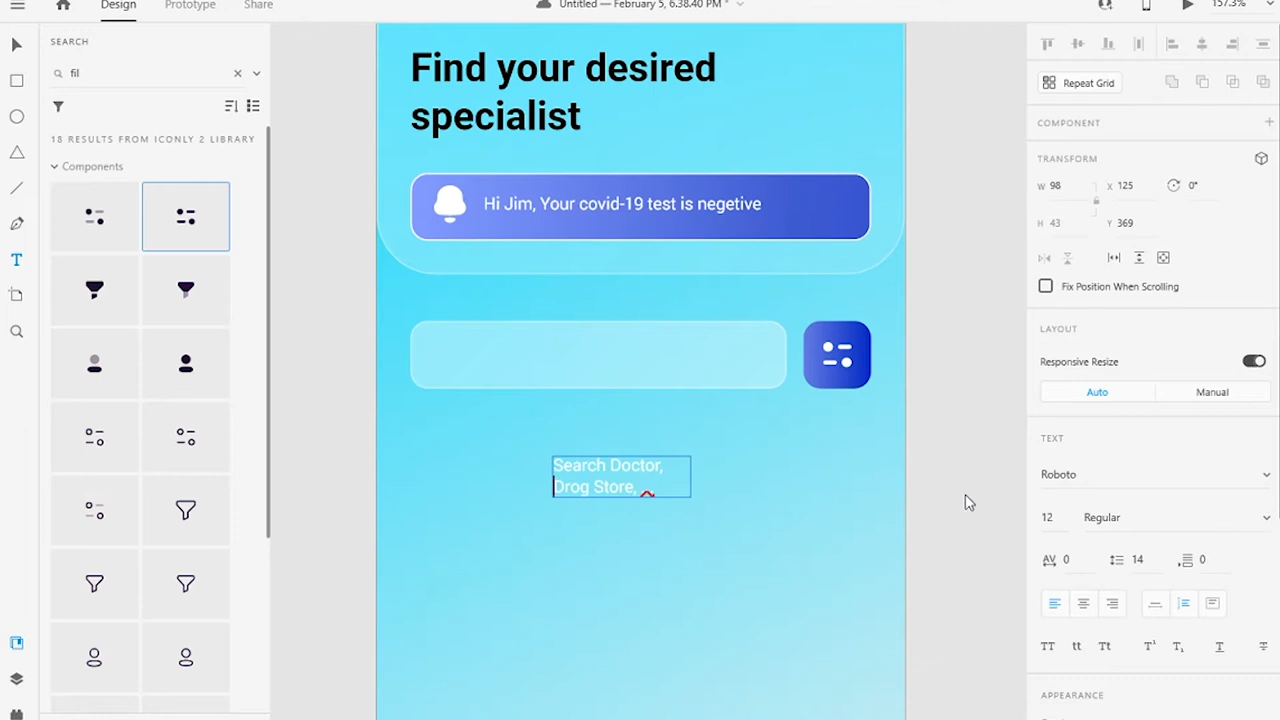 Design
Prototype
Share
Untitled — February 5, 6.38.40 PM *
157.3%
SEARCH
fil
18 RESULTS FROM ICONLY 2 LIBRARY
Components
Find your desired
specialist
Hi Jim, Your covid-19 test is negetive
Search Doctor,
Drog Store,
Repeat Grid
COMPONENT
TRANSFORM
W 98 X 125 0°
H 43 Y 369
Fix Position When Scrolling
LAYOUT
Responsive Resize
Auto Manual
TEXT
Roboto
12 Regular
AV 0 14 0
TT tt Tt T¹ T₁ T T
APPEARANCE